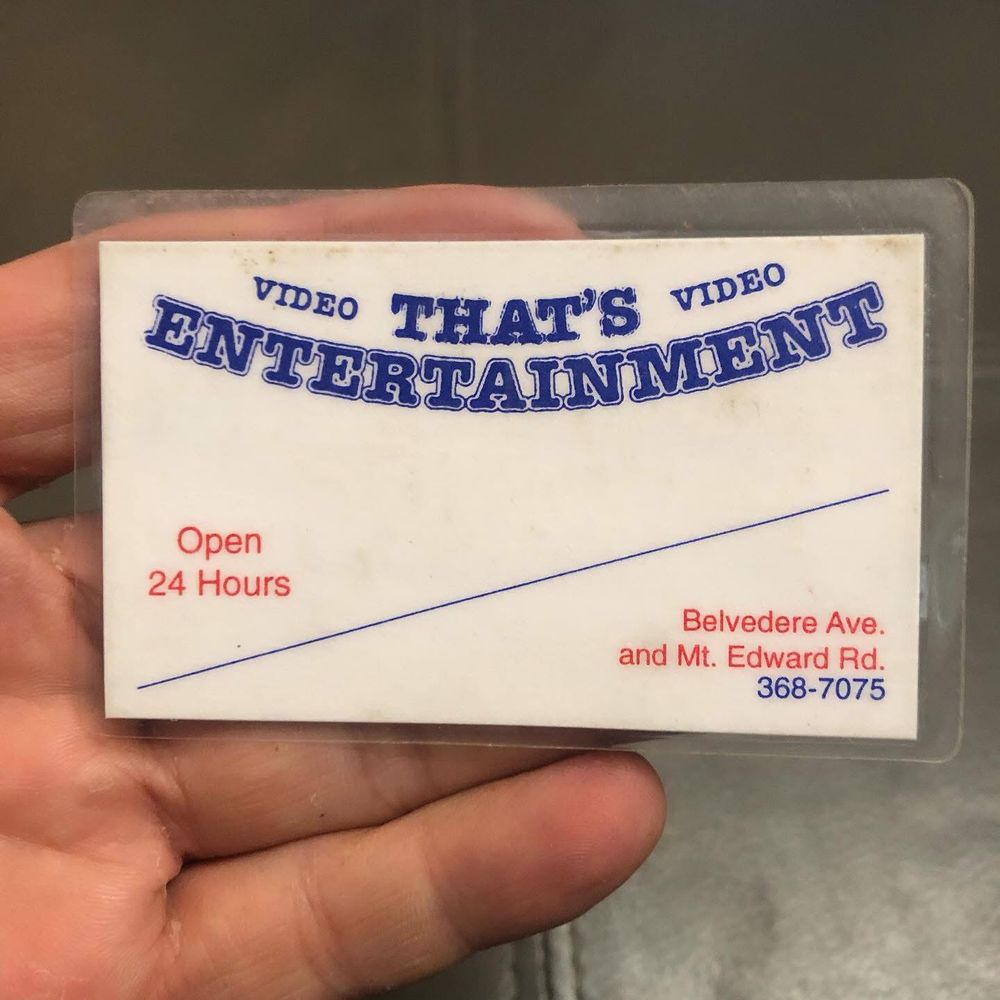 VIDEO THAT'S VIDEO
ENTERTAINMENT
Open
24 Hours
Belvedere Ave.
and Mt. Edward Rd.
368-7075